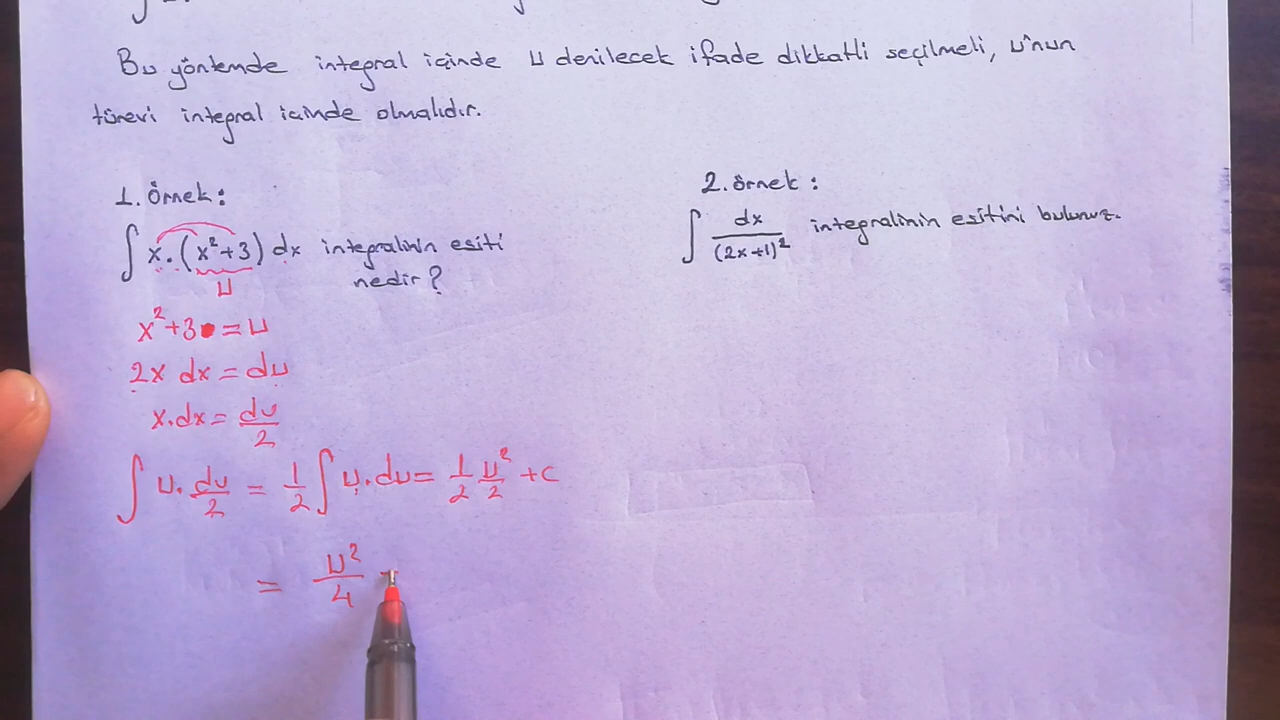 Bu yöntemde integral içinde u denilecek ifade dikkatli seçilmeli, u'nun
türevi integral içinde olmalıdır.
1. Örnek:
∫ x.(x²+3) dx integralinin eşiti
nedir?
u
x²+3 = u
2x dx = du
x.dx = du/2
∫ u. du/2 = 1/2 ∫ u.du = 1/2 u²/2 + c
= u²/4
2. örnek:
∫ dx/(2x+1)² integralinin eşitini bulunuz.